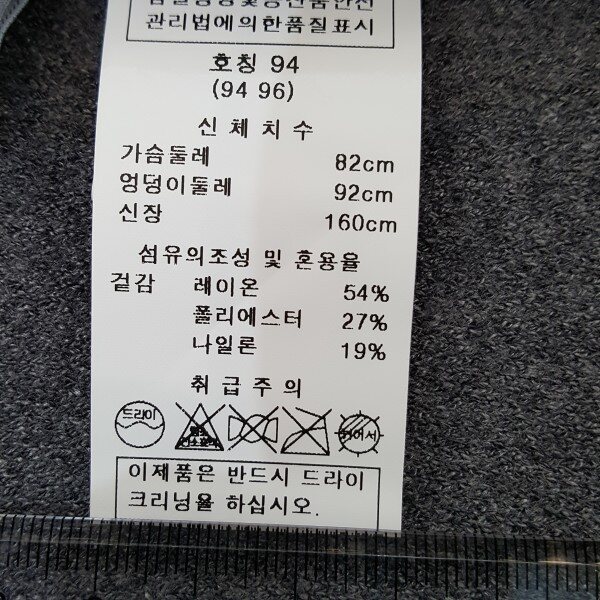 관리법에의한품질표시
호칭 94
(94 96)
신 체 치 수
가슴둘레 82cm
엉덩이둘레 92cm
신장 160cm
섬유의조성 및 혼용율
겉감 레이온 54%
폴리에스터 27%
나일론 19%
취 급 주 의
드라이
이제품은 반드시 드라이
크리닝을 하십시오.